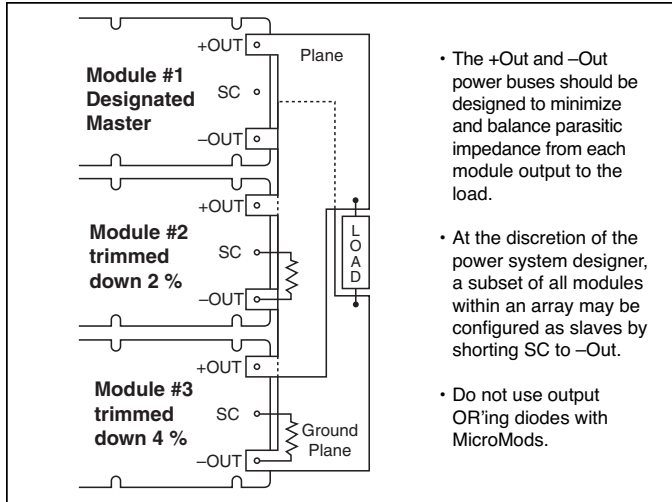 +OUT
Plane
Module #1
Designated
Master
SC
–OUT
+OUT
Module #2
trimmed
down 2 %
SC
–OUT
LOAD
+OUT
Module #3
trimmed
down 4 %
SC
Ground
Plane
–OUT
• The +Out and –Out
power buses should be
designed to minimize
and balance parasitic
impedance from each
module output to the
load.
• At the discretion of the
power system designer,
a subset of all modules
within an array may be
configured as slaves by
shorting SC to –Out.
• Do not use output
OR'ing diodes with
MicroMods.